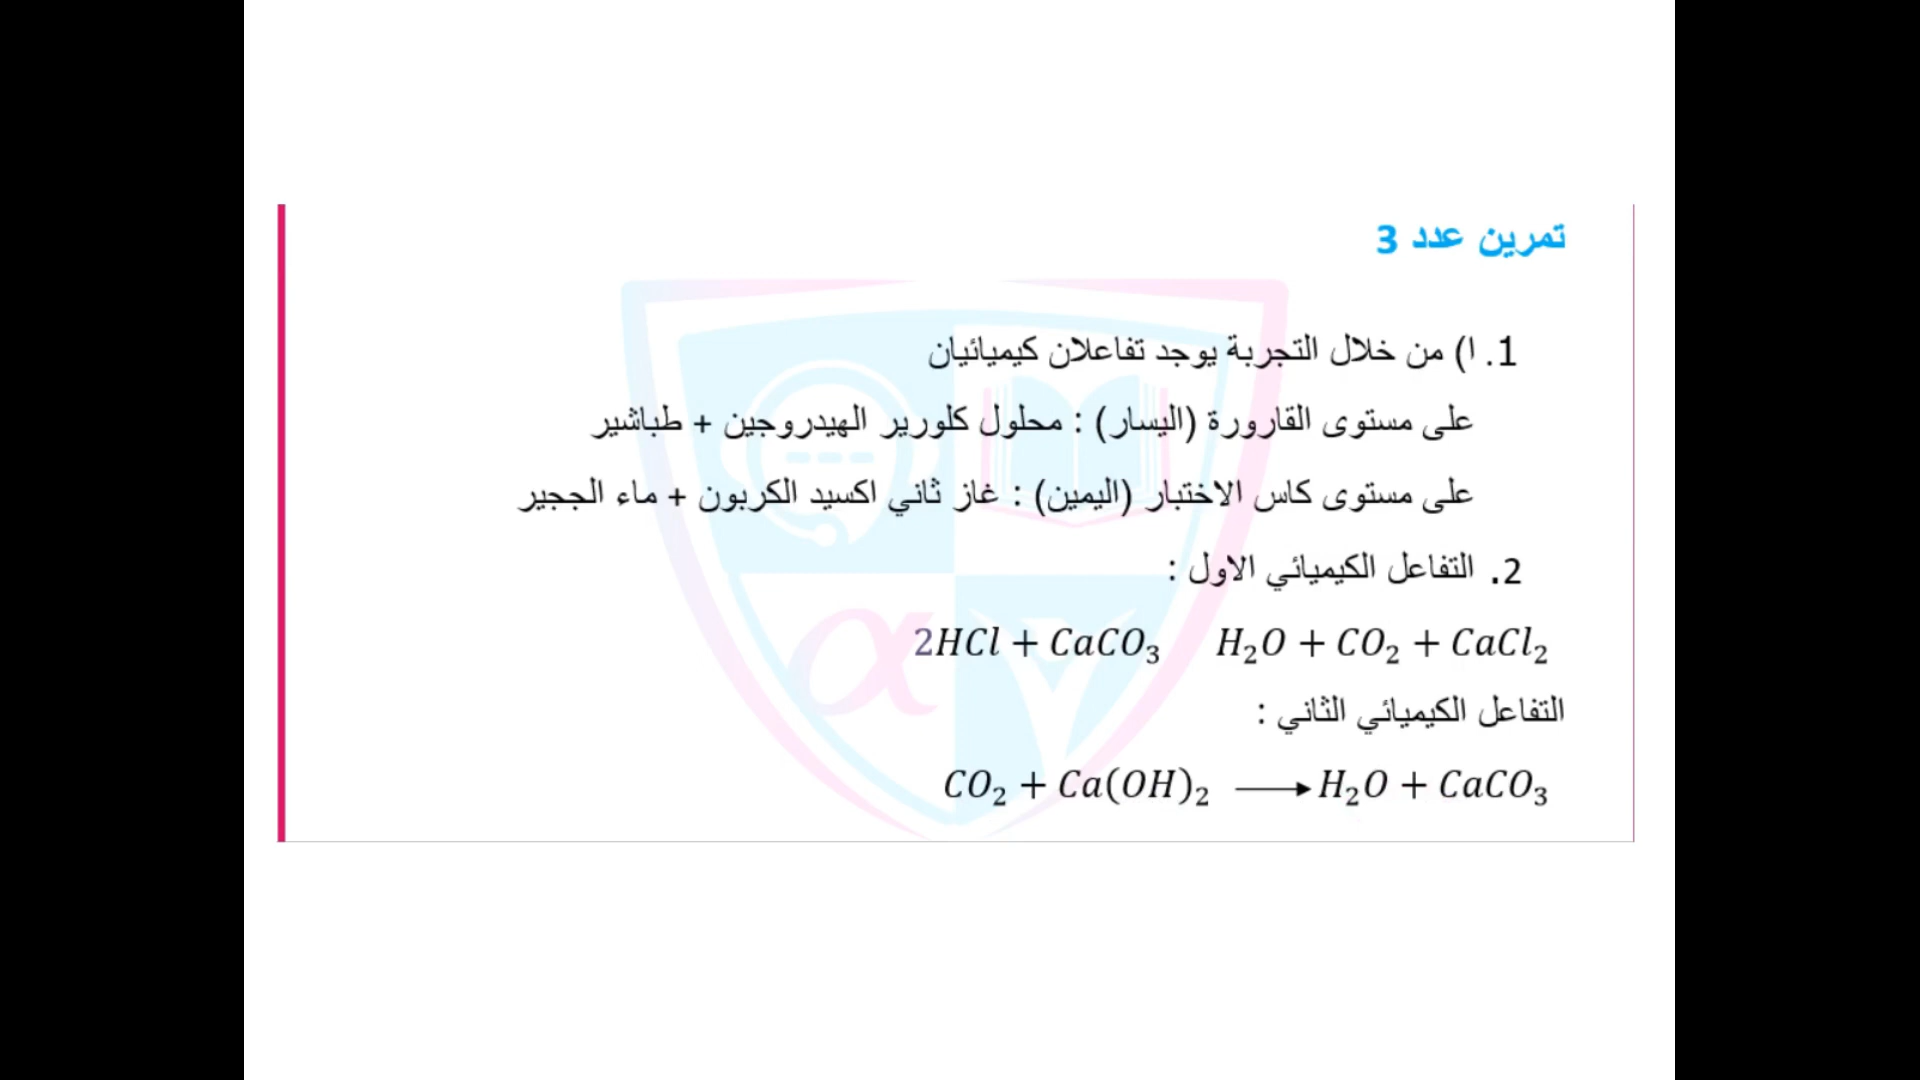 تمرين عدد 3
1. ا) من خلال التجربة يوجد تفاعلان كيميائيان
على مستوى القارورة (اليسار) : محلول كلورير الهيدروجين + طباشير
على مستوى كاس الاختبار (اليمين) : غاز ثاني اكسيد الكربون + ماء الججير
2. التفاعل الكيميائي الاول :
2HCl + CaCO₃ H₂O + CO₂ + CaCl₂
التفاعل الكيميائي الثاني :
CO₂ + Ca(OH)₂ ⟶ H₂O + CaCO₃